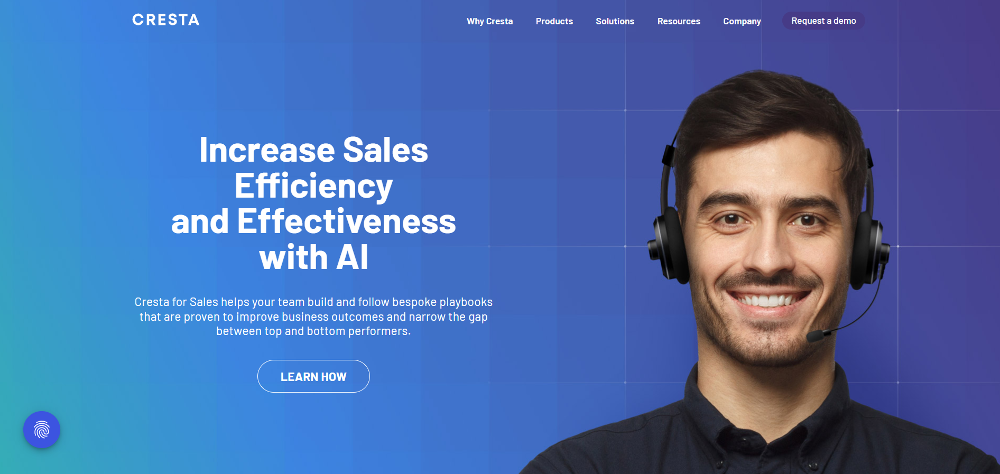 CRESTA
Why Cresta
Products
Solutions
Resources
Company
Request a demo
Increase Sales
Efficiency
and Effectiveness
with AI
Cresta for Sales helps your team build and follow bespoke playbooks
that are proven to improve business outcomes and narrow the gap
between top and bottom performers.
LEARN HOW